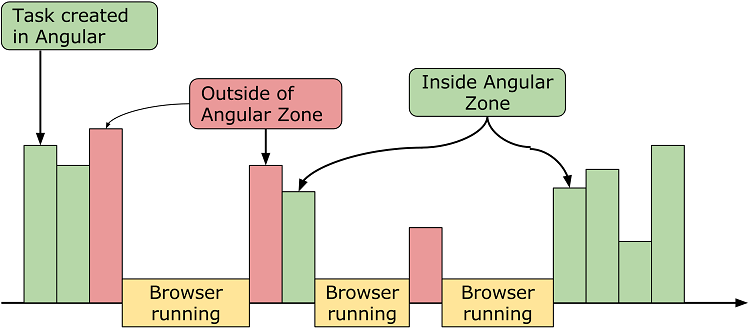 Task created
in Angular
Outside of
Angular Zone
Inside Angular
Zone
Browser
running
Browser
running
Browser
running